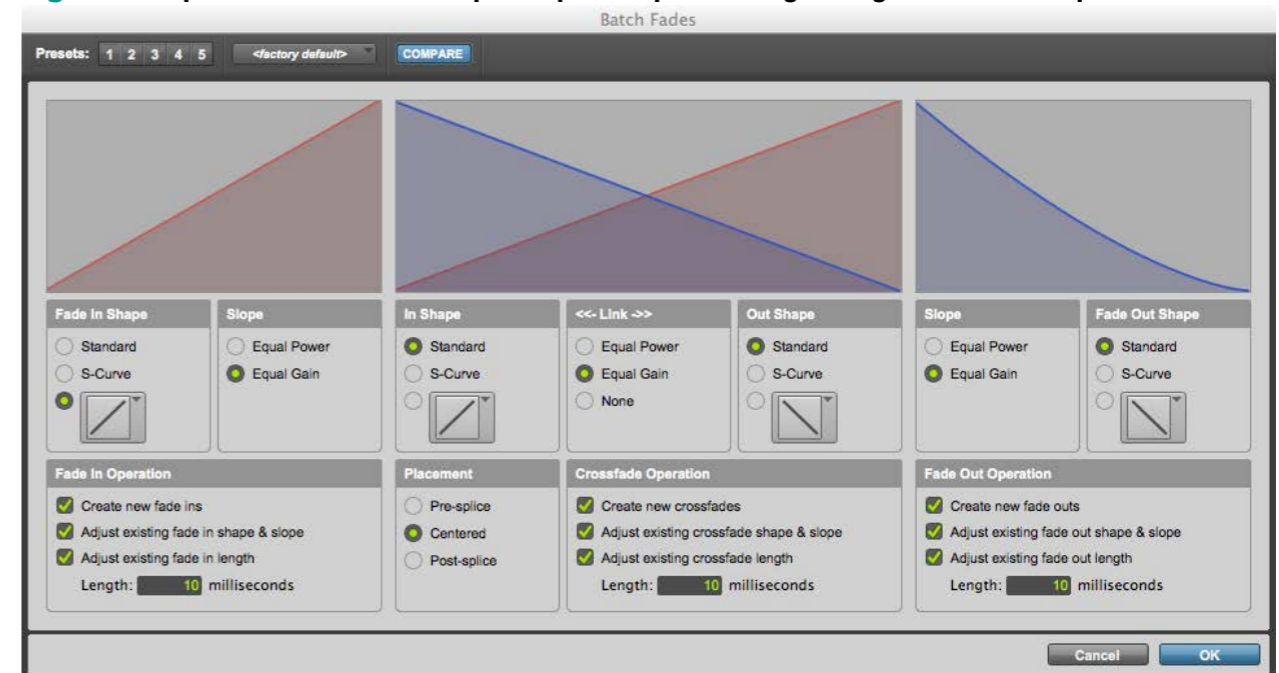 Batch Fades
Presets: 1 2 3 4 5 <factory default> COMPARE
Fade In Shape
Standard
S-Curve
Slope
Equal Power
Equal Gain
In Shape
Standard
S-Curve
<<- Link ->>
Equal Power
Equal Gain
None
Out Shape
Standard
S-Curve
Slope
Equal Power
Equal Gain
Fade Out Shape
Standard
S-Curve
Fade In Operation
Create new fade ins
Adjust existing fade in shape & slope
Adjust existing fade in length
Length: 10 milliseconds
Placement
Pre-splice
Centered
Post-splice
Crossfade Operation
Create new crossfades
Adjust existing crossfade shape & slope
Adjust existing crossfade length
Length: 10 milliseconds
Fade Out Operation
Create new fade outs
Adjust existing fade out shape & slope
Adjust existing fade out length
Length: 10 milliseconds
Cancel OK